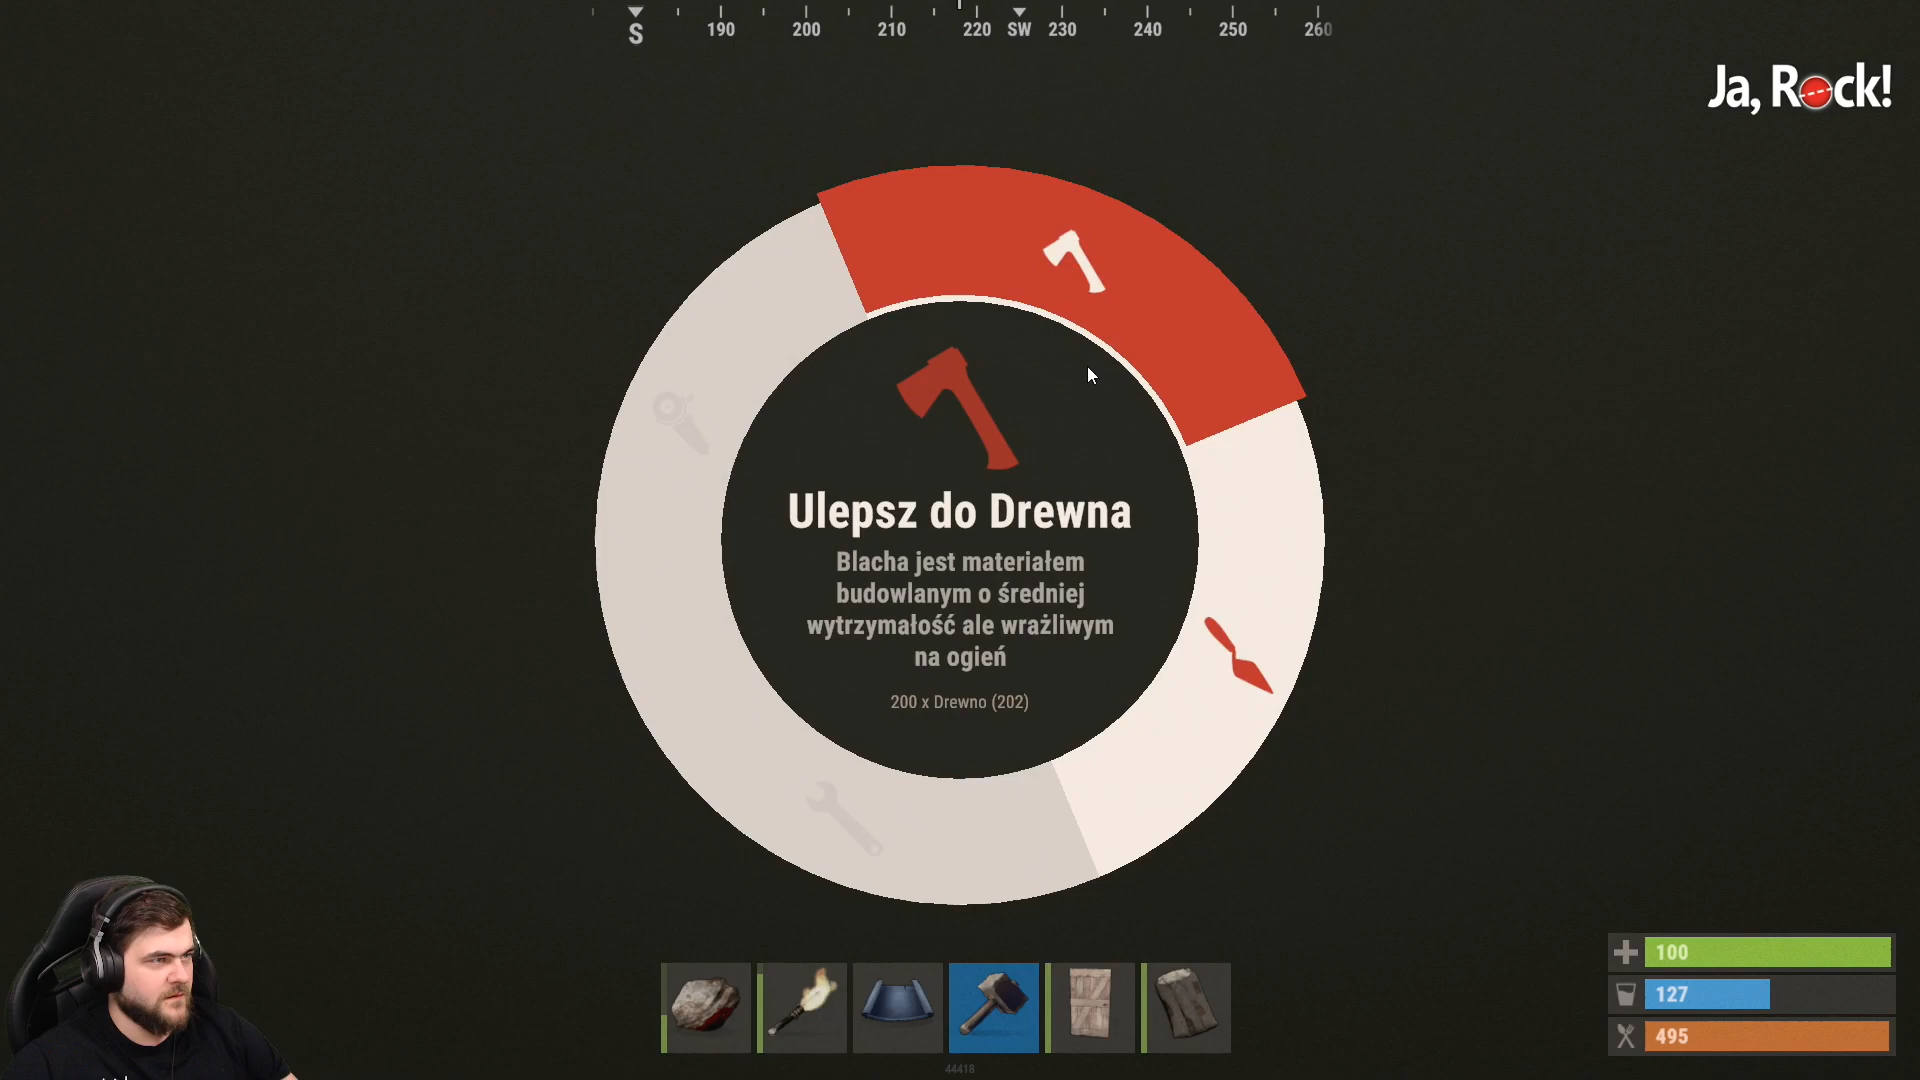 S 190 200 210 220 SW 230 240 250 260
Ja, Rock!
Ulepsz do Drewna
Blacha jest materiałem
budowlanym o średniej
wytrzymałość ale wrażliwym
na ogień
200 x Drewno (202)
100
127
495
44418